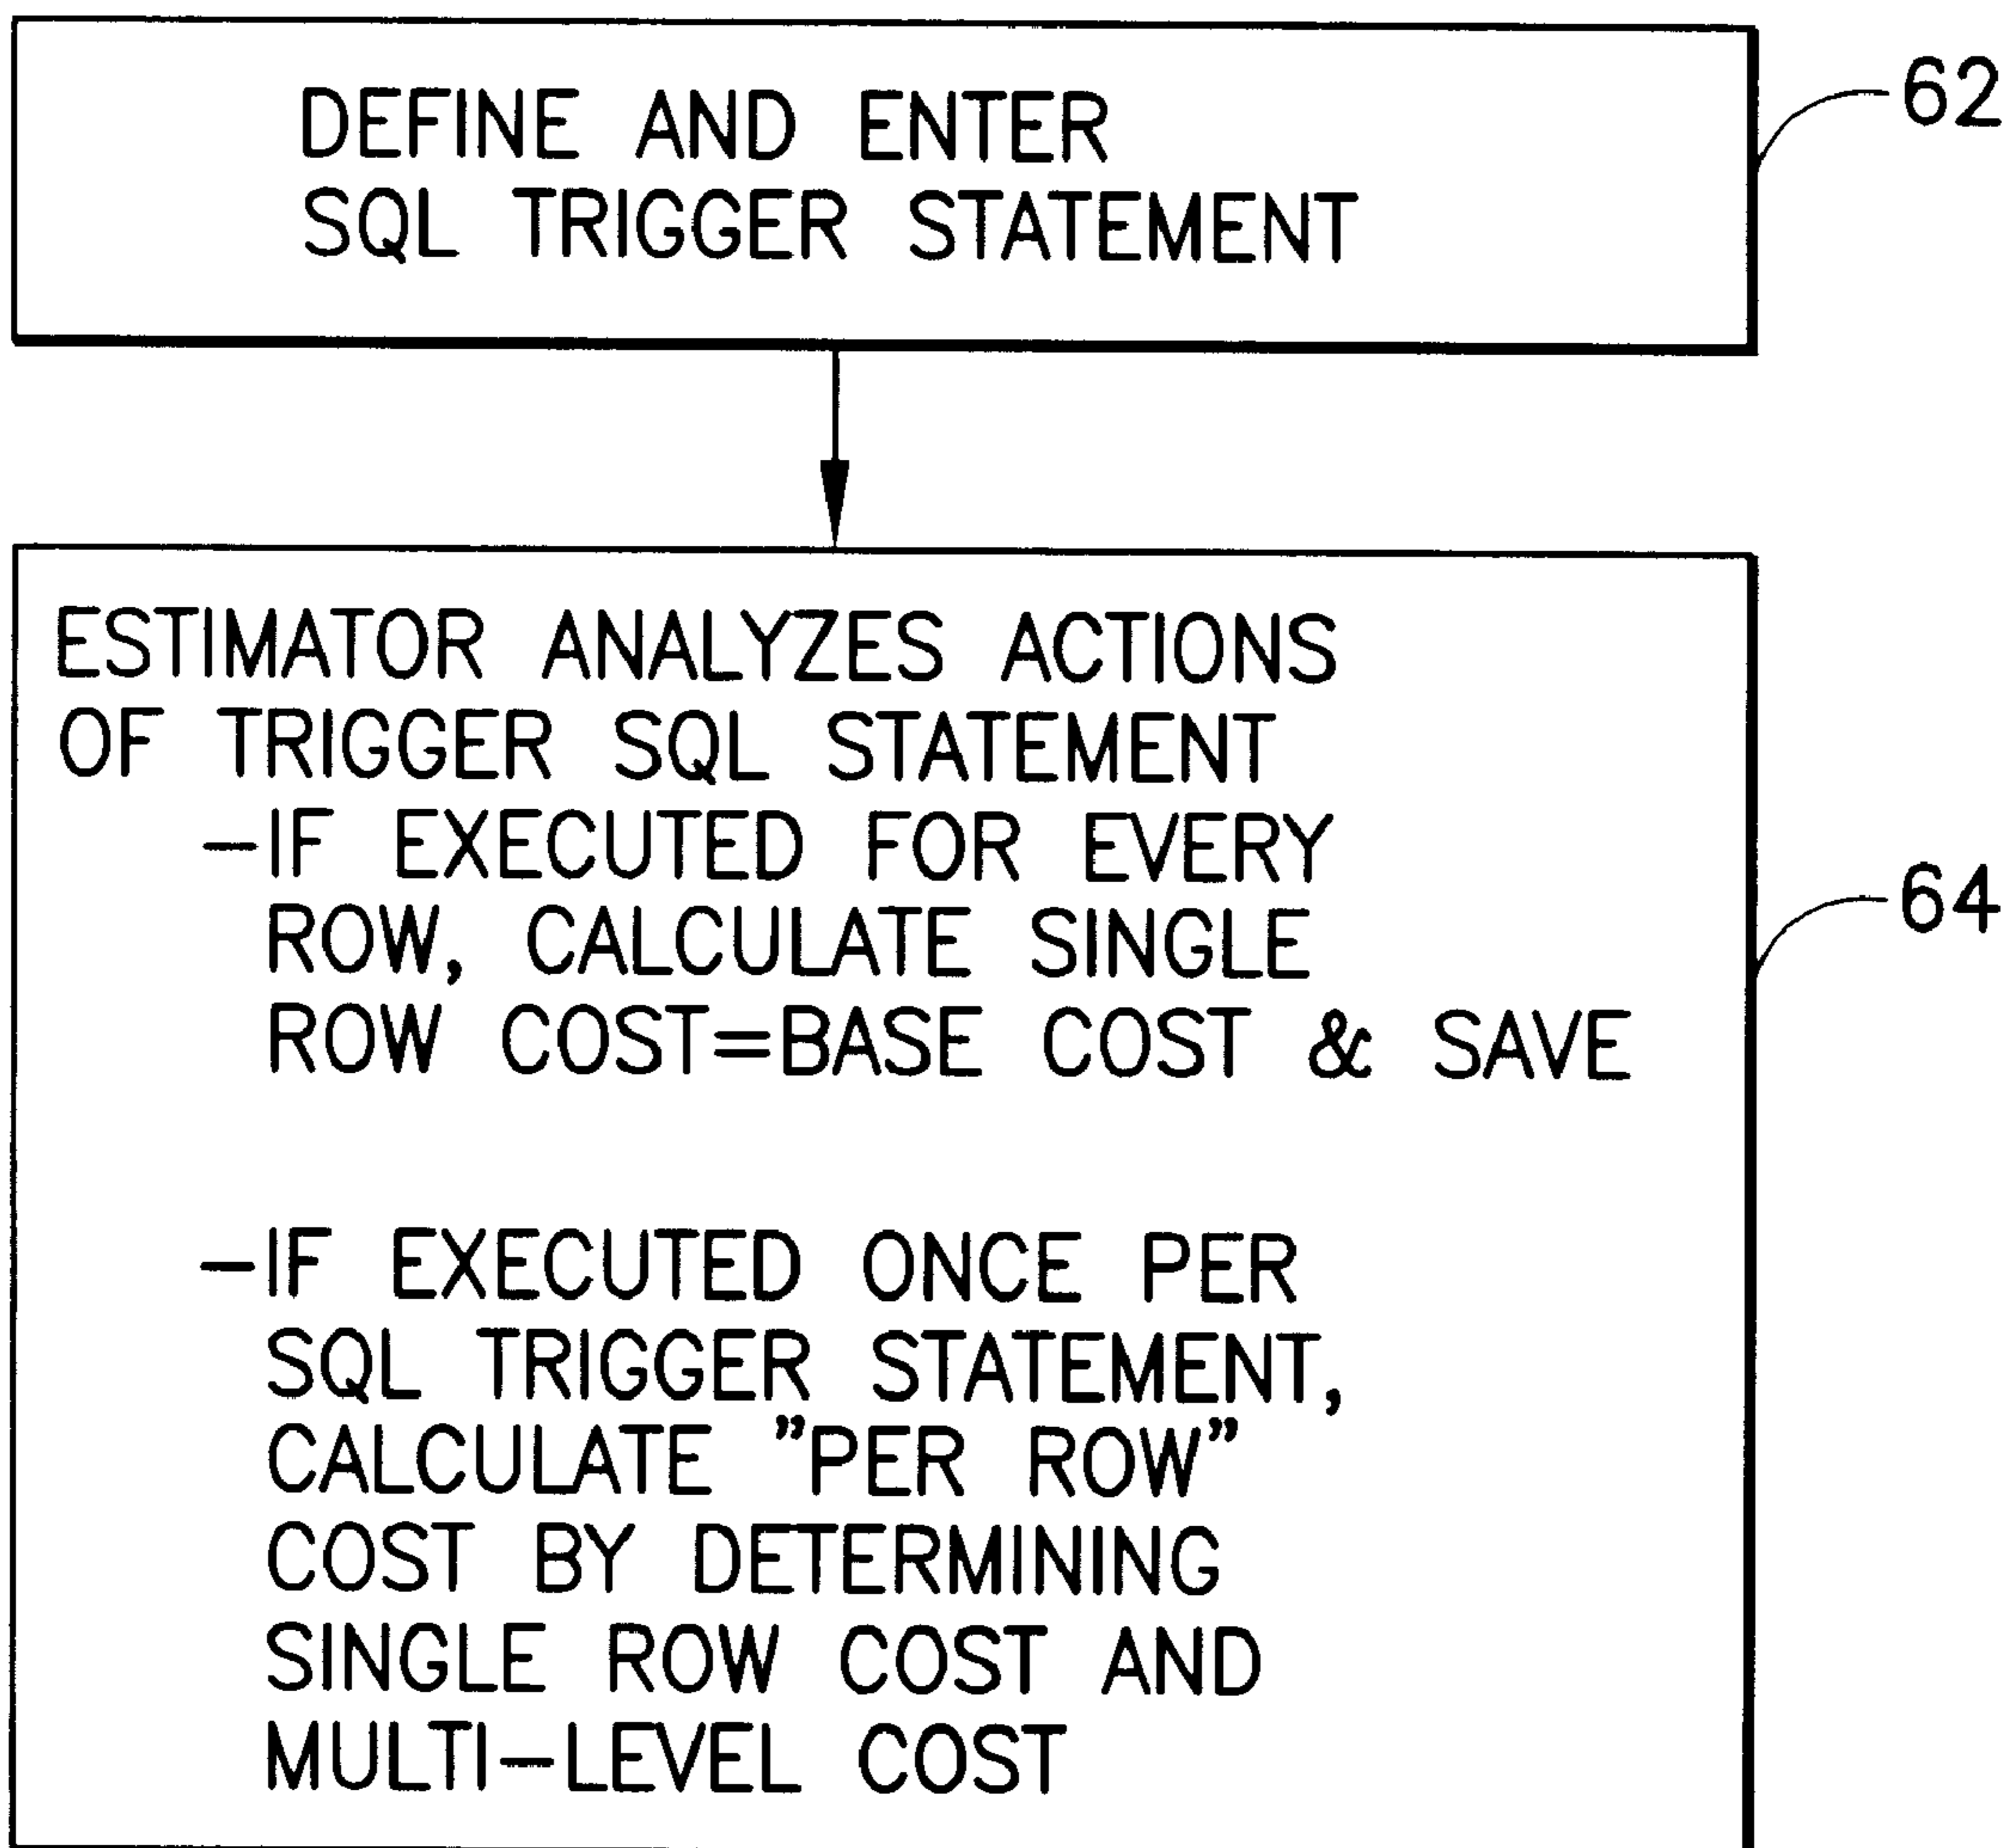 DEFINE AND ENTER
SQL TRIGGER STATEMENT
62
ESTIMATOR ANALYZES ACTIONS
OF TRIGGER SQL STATEMENT
-IF EXECUTED FOR EVERY
ROW, CALCULATE SINGLE
ROW COST=BASE COST & SAVE
64
-IF EXECUTED ONCE PER
SQL TRIGGER STATEMENT,
CALCULATE ”PER ROW”
COST BY DETERMINING
SINGLE ROW COST AND
MULTI-LEVEL COST